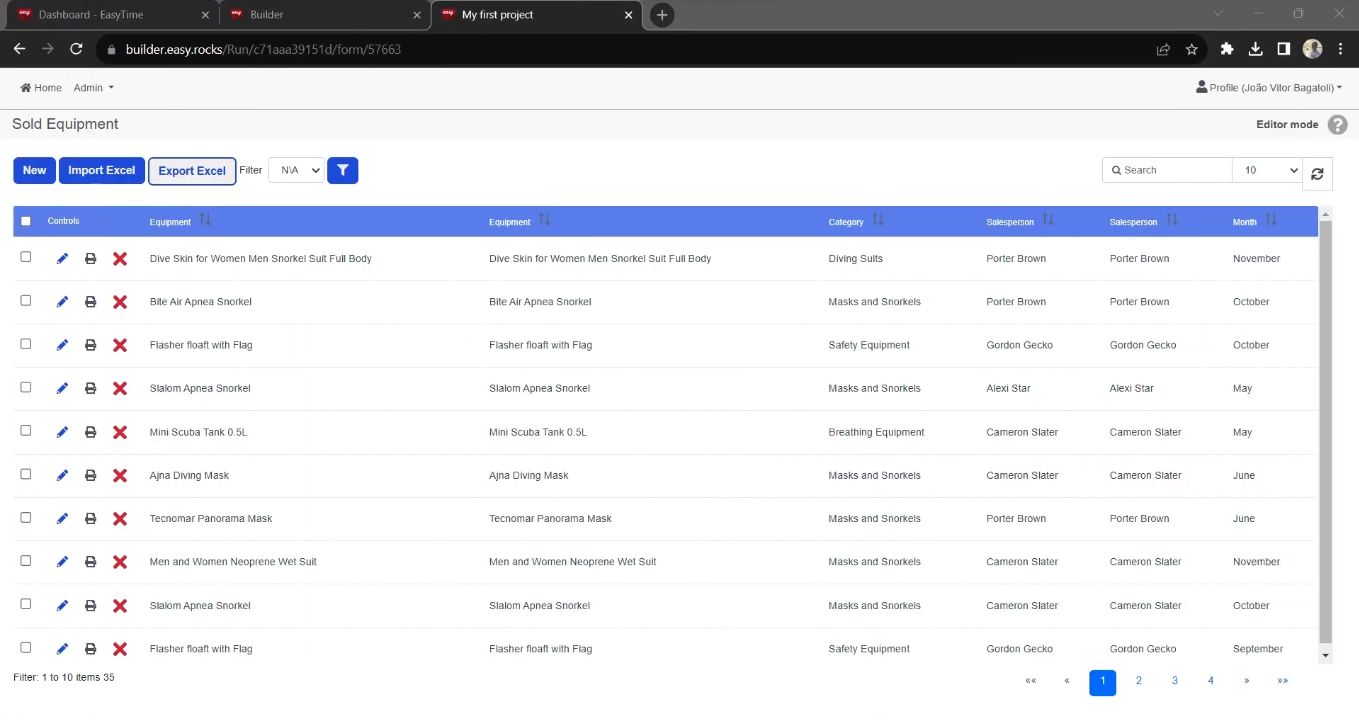 Dashboard - EasyTime
Builder
My first project
builder.easy.rocks/Run/c71aaa39151d/form/57663
Home Admin
Profile (João Vitor Bagatoli)
Sold Equipment
Editor mode ?
New Import Excel Export Excel Filter N\A
Search 10
Controls Equipment Equipment Category Salesperson Salesperson Month
Dive Skin for Women Men Snorkel Suit Full Body Dive Skin for Women Men Snorkel Suit Full Body Diving Suits Porter Brown Porter Brown November
Bite Air Apnea Snorkel Bite Air Apnea Snorkel Masks and Snorkels Porter Brown Porter Brown October
Flasher floaft with Flag Flasher floaft with Flag Safety Equipment Gordon Gecko Gordon Gecko October
Slalom Apnea Snorkel Slalom Apnea Snorkel Masks and Snorkels Alexi Star Alexi Star May
Mini Scuba Tank 0.5L Mini Scuba Tank 0.5L Breathing Equipment Cameron Slater Cameron Slater May
Ajna Diving Mask Ajna Diving Mask Masks and Snorkels Cameron Slater Cameron Slater June
Tecnomar Panorama Mask Tecnomar Panorama Mask Masks and Snorkels Porter Brown Porter Brown June
Men and Women Neoprene Wet Suit Men and Women Neoprene Wet Suit Masks and Snorkels Cameron Slater Cameron Slater November
Slalom Apnea Snorkel Slalom Apnea Snorkel Masks and Snorkels Cameron Slater Cameron Slater October
Flasher floaft with Flag Flasher floaft with Flag Safety Equipment Gordon Gecko Gordon Gecko September
Filter: 1 to 10 items 35
«« « 1 2 3 4 » »»